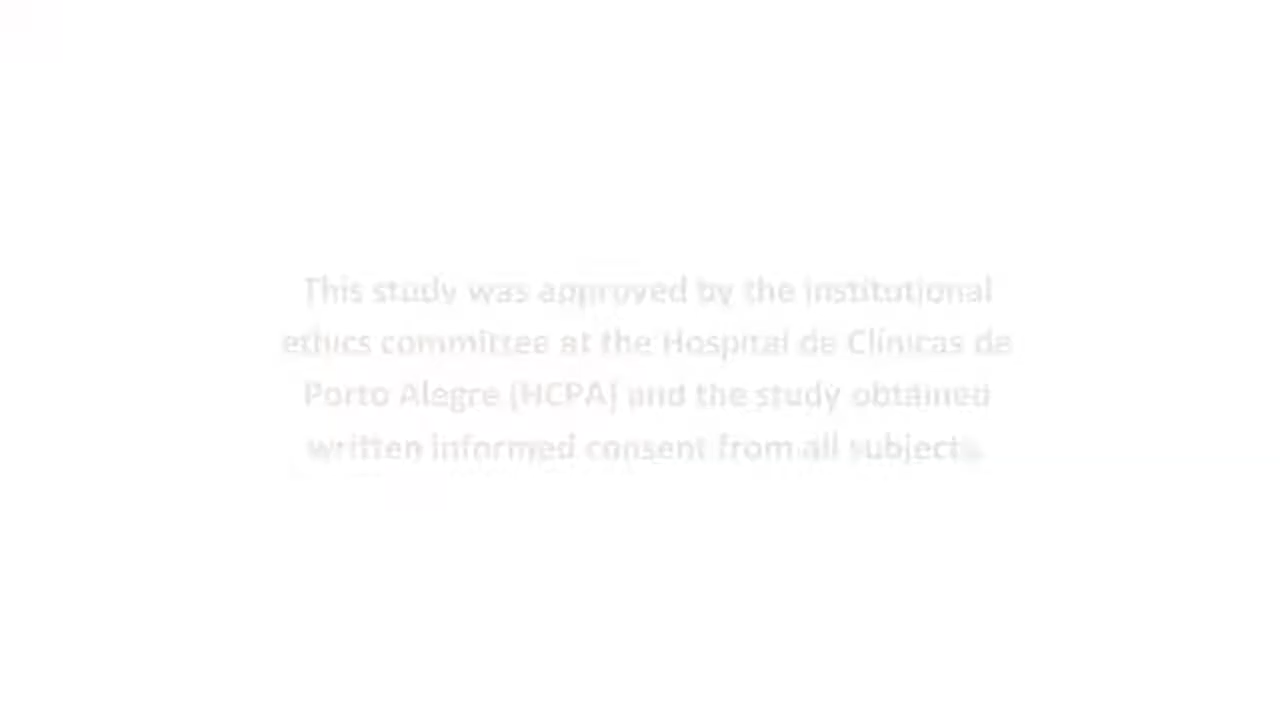 This study was approved by the institutional
ethics committee at the Hospital de Clínicas de
Porto Alegre (HCPA) and the study obtained
written informed consent from all subjects.